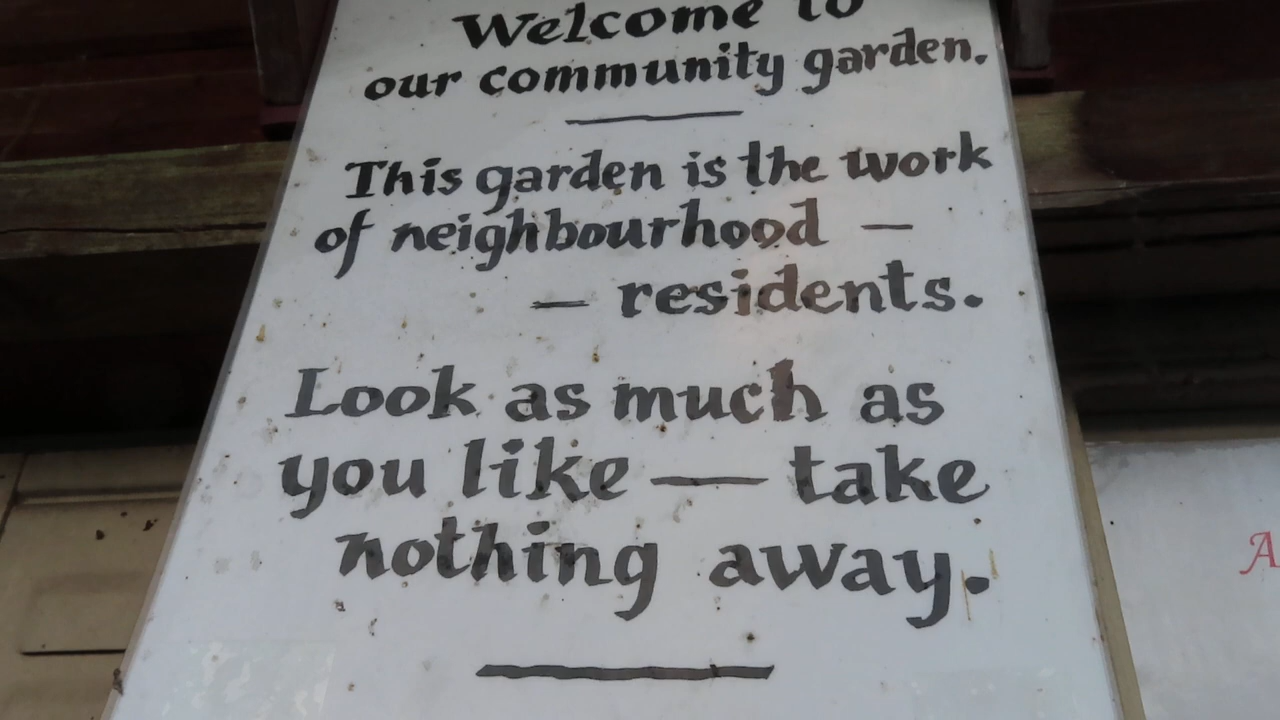 Welcome to
our community garden.
This garden is the work
of neighbourhood —
— residents.
Look as much as
you like — take
nothing away.
A